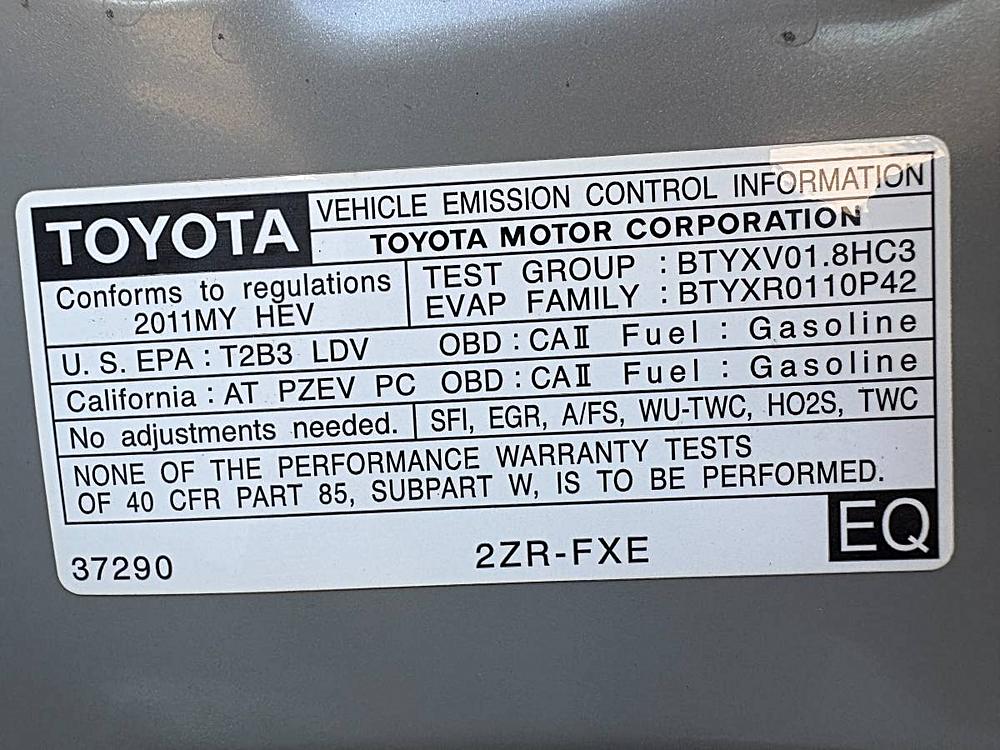 TOYOTA
VEHICLE EMISSION CONTROL INFORMATION
TOYOTA MOTOR CORPORATION
Conforms to regulations
2011MY HEV
TEST GROUP : BTYXV01.8HC3
EVAP FAMILY : BTYXR0110P42
U. S. EPA : T2B3 LDV OBD : CAⅡ Fuel : Gasoline
California : AT PZEV PC OBD : CAⅡ Fuel : Gasoline
No adjustments needed. SFI, EGR, A/FS, WU-TWC, HO2S, TWC
NONE OF THE PERFORMANCE WARRANTY TESTS
OF 40 CFR PART 85, SUBPART W, IS TO BE PERFORMED.
37290 2ZR-FXE EQ